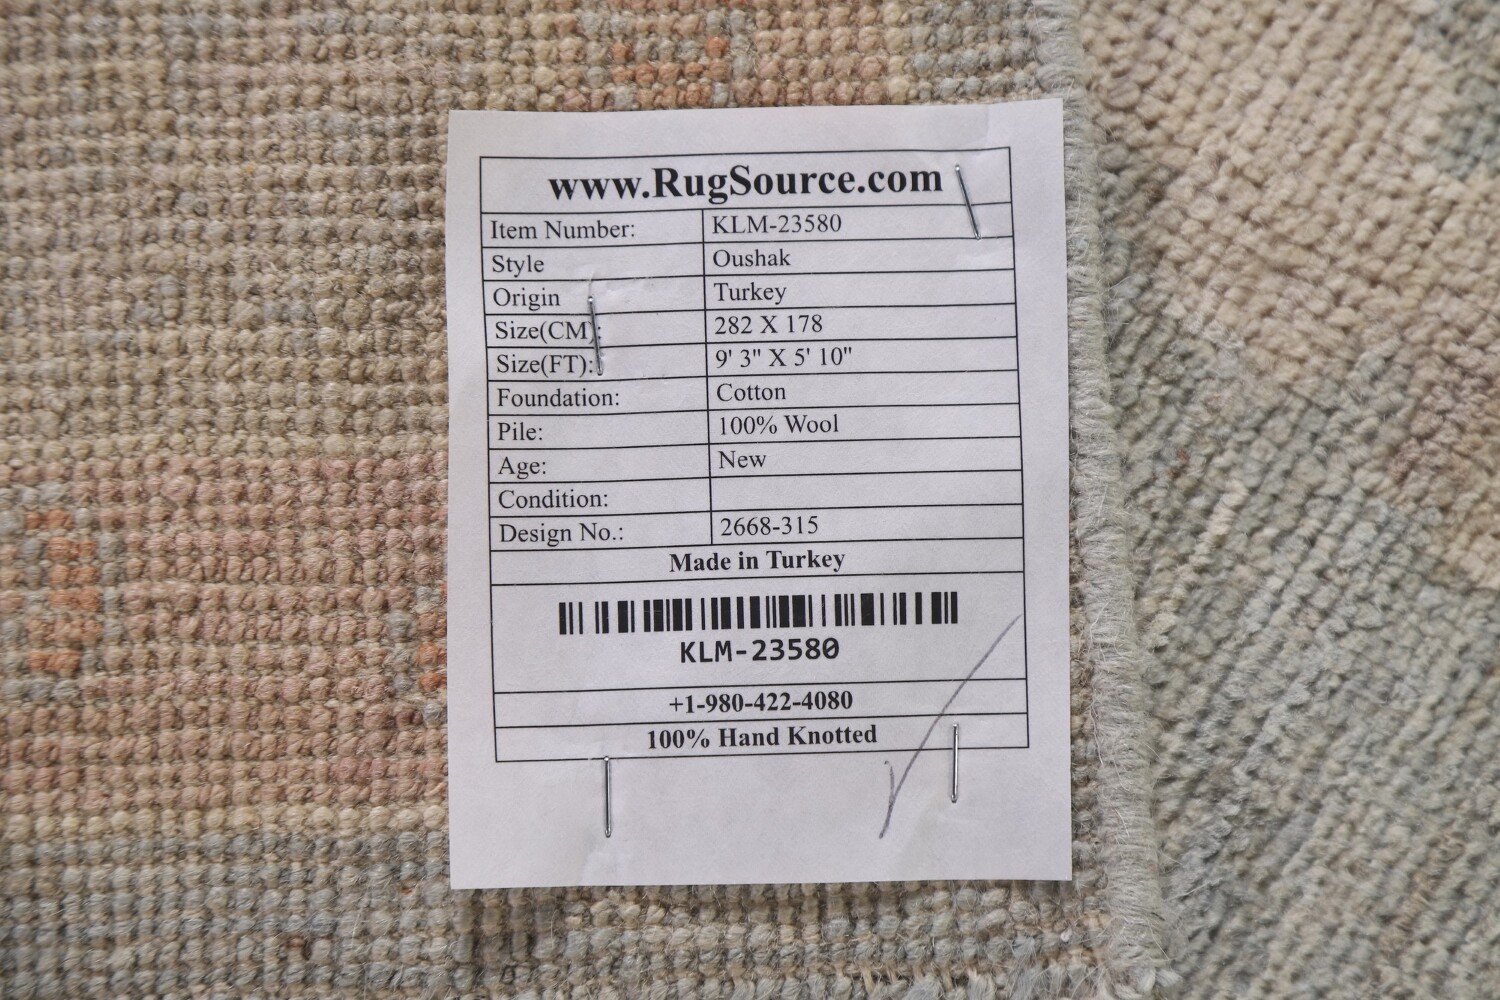 www.RugSource.com
Item Number: KLM-23580
Style Oushak
Origin Turkey
Size(CM): 282 X 178
Size(FT): 9' 3" X 5' 10"
Foundation: Cotton
Pile: 100% Wool
Age: New
Condition:
Design No.: 2668-315
Made in Turkey
KLM-23580
+1-980-422-4080
100% Hand Knotted